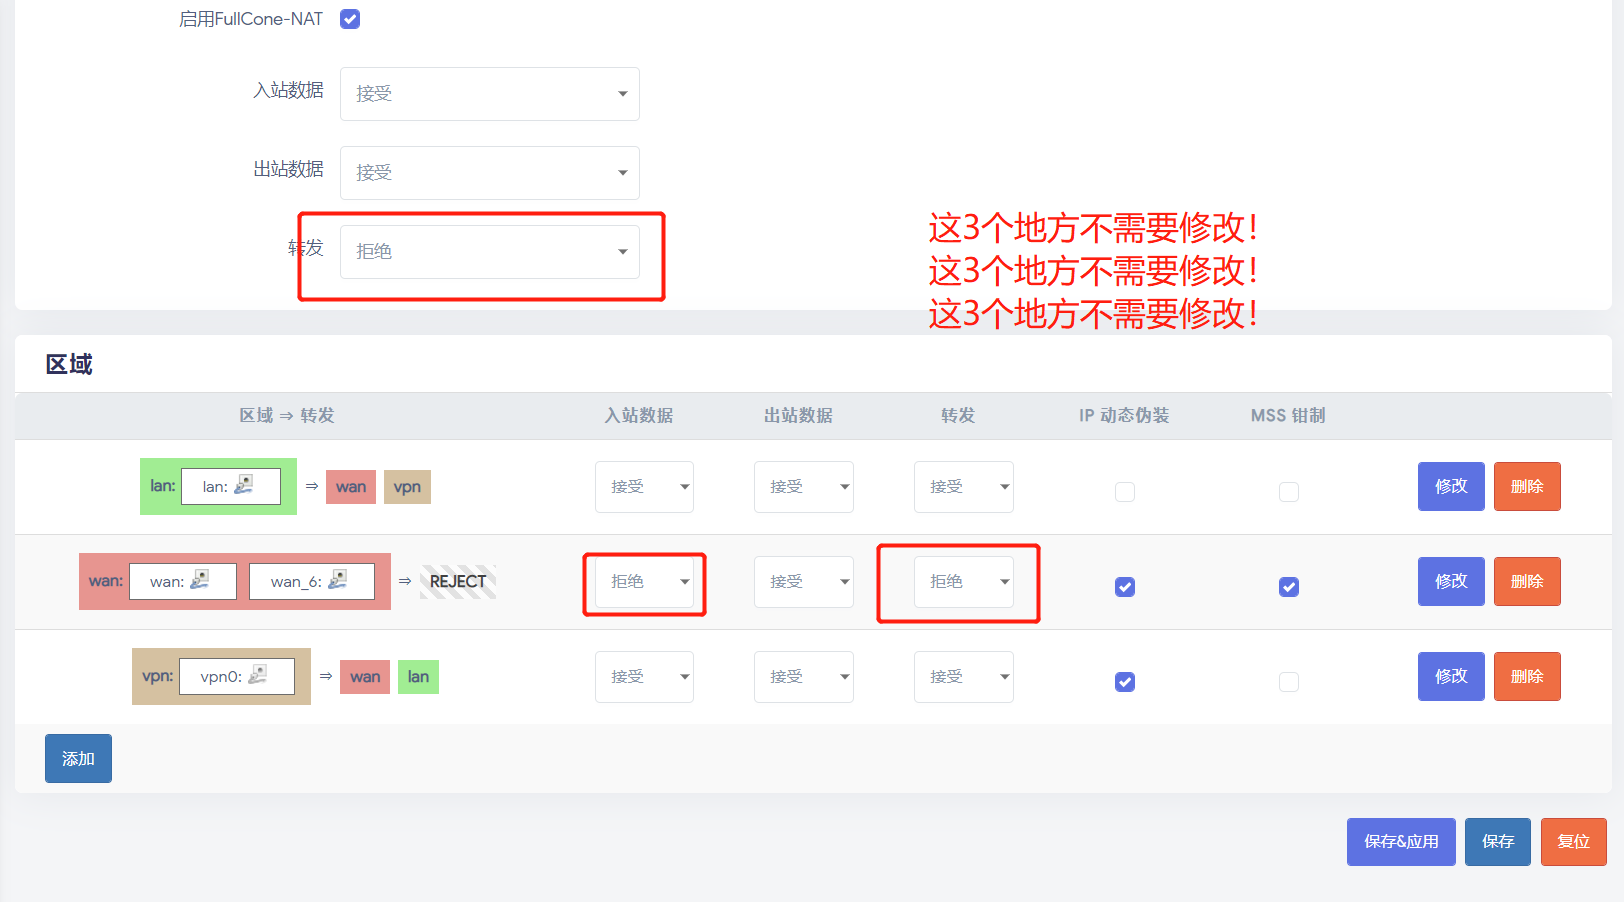 启用FullCone-NAT
入站数据 接受
出站数据 接受
转发 拒绝
这3个地方不需要修改！
这3个地方不需要修改！
这3个地方不需要修改！
区域
区域 ⇒ 转发 入站数据 出站数据 转发 IP 动态伪装 MSS 钳制
lan: lan: ⇒ wan vpn 接受 接受 接受 修改 删除
wan: wan: wan_6: ⇒ REJECT 拒绝 接受 拒绝 修改 删除
vpn: vpn0: ⇒ wan lan 接受 接受 接受 修改 删除
添加
保存&应用 保存 复位